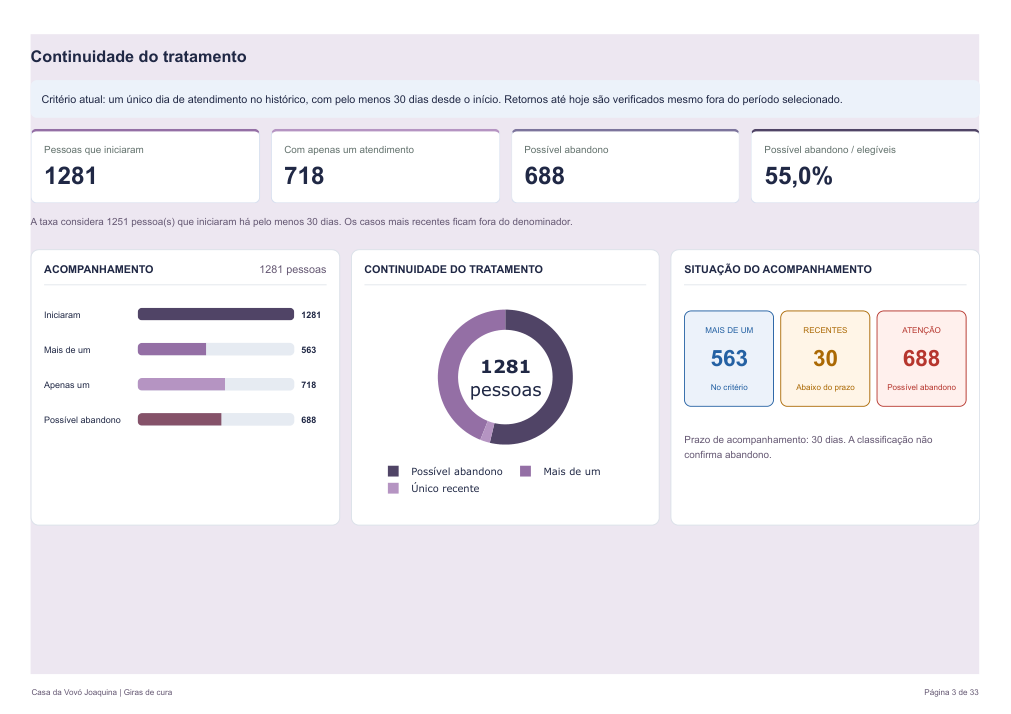 Continuidade do tratamento
Critério atual: um único dia de atendimento no histórico, com pelo menos 30 dias desde o início. Retornos até hoje são verificados mesmo fora do período selecionado.
Pessoas que iniciaram
1281
Com apenas um atendimento
718
Possível abandono
688
Possível abandono / elegíveis
55,0%
A taxa considera 1251 pessoa(s) que iniciaram há pelo menos 30 dias. Os casos mais recentes ficam fora do denominador.
ACOMPANHAMENTO 1281 pessoas
Iniciaram 1281
Mais de um 563
Apenas um 718
Possível abandono 688
CONTINUIDADE DO TRATAMENTO
1281
pessoas
Possível abandono Mais de um
Único recente
SITUAÇÃO DO ACOMPANHAMENTO
MAIS DE UM
563
No critério
RECENTES
30
Abaixo do prazo
ATENÇÃO
688
Possível abandono
Prazo de acompanhamento: 30 dias. A classificação não
confirma abandono.
Casa da Vovó Joaquina | Giras de cura
Página 3 de 33